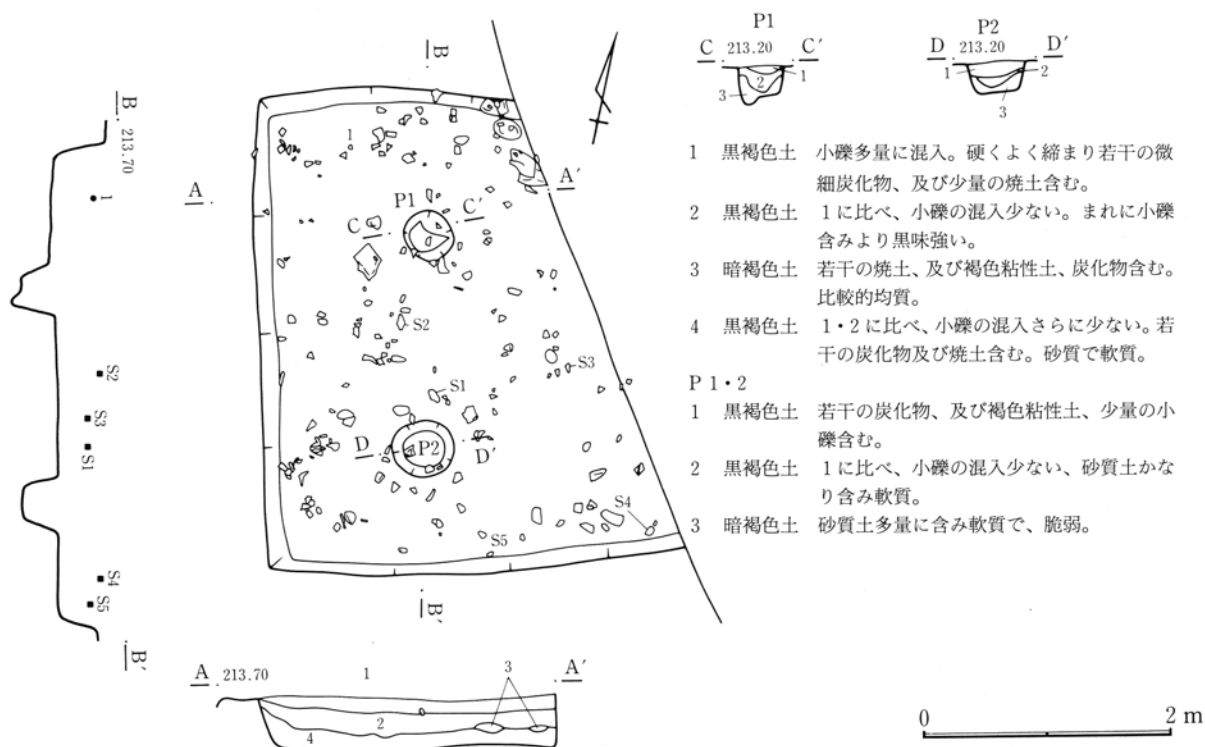 P1
C 213.20 C′
1
2
3
P2
D 213.20 D′
1
2
3
1 黒褐色土 小礫多量に混入。硬くよく締まり若干の微
細炭化物、及び少量の焼土含む。
2 黒褐色土 1に比べ、小礫の混入少ない。まれに小礫
含みより黒味強い。
3 暗褐色土 若干の焼土、及び褐色粘性土、炭化物含む。
比較的均質。
4 黒褐色土 1・2に比べ、小礫の混入さらに少ない。若
干の炭化物及び焼土含む。砂質で軟質。
P 1・2
1 黒褐色土 若干の炭化物、及び褐色粘性土、少量の小
礫含む。
2 黒褐色土 1に比べ、小礫の混入少ない、砂質土かな
り含み軟質。
3 暗褐色土 砂質土多量に含み軟質で、脆弱。
B
213.70
1
S2
S3
S1
S4
S5
B′
B
1
A
A′
P1
C
C′
S2
S3
S1
D
P2
D′
S4
S5
B′
A 213.70
1
3
A′
2
4
0
2 m